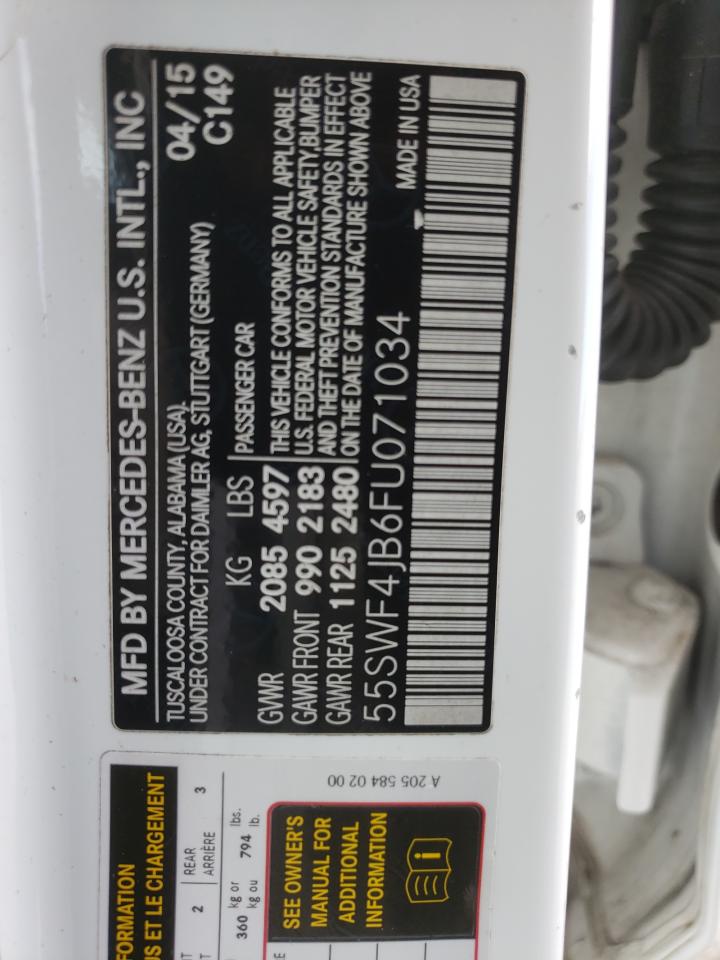 MFD BY MERCEDES-BENZ U.S. INTL., INC
TUSCALOOSA COUNTY, ALABAMA (USA).
04/15
UNDER CONTRACT FOR DAIMLER AG, STUTTGART (GERMANY)
C149
KG LBS PASSENGER CAR
GVWR 2085 4597
GAWR FRONT 990 2183
GAWR REAR 1125 2480
THIS VEHICLE CONFORMS TO ALL APPLICABLE
U.S. FEDERAL MOTOR VEHICLE SAFETY, BUMPER
AND THEFT PREVENTION STANDARDS IN EFFECT
ON THE DATE OF MANUFACTURE SHOWN ABOVE
55SWF4JB6FU071034
MADE IN USA
FORMATION
US ET LE CHARGEMENT
2
REAR
ARRIÈRE
3
360 kg or 794 lbs.
kg ou lb.
SEE OWNER'S
MANUAL FOR
ADDITIONAL
INFORMATION
A 205 584 02 00